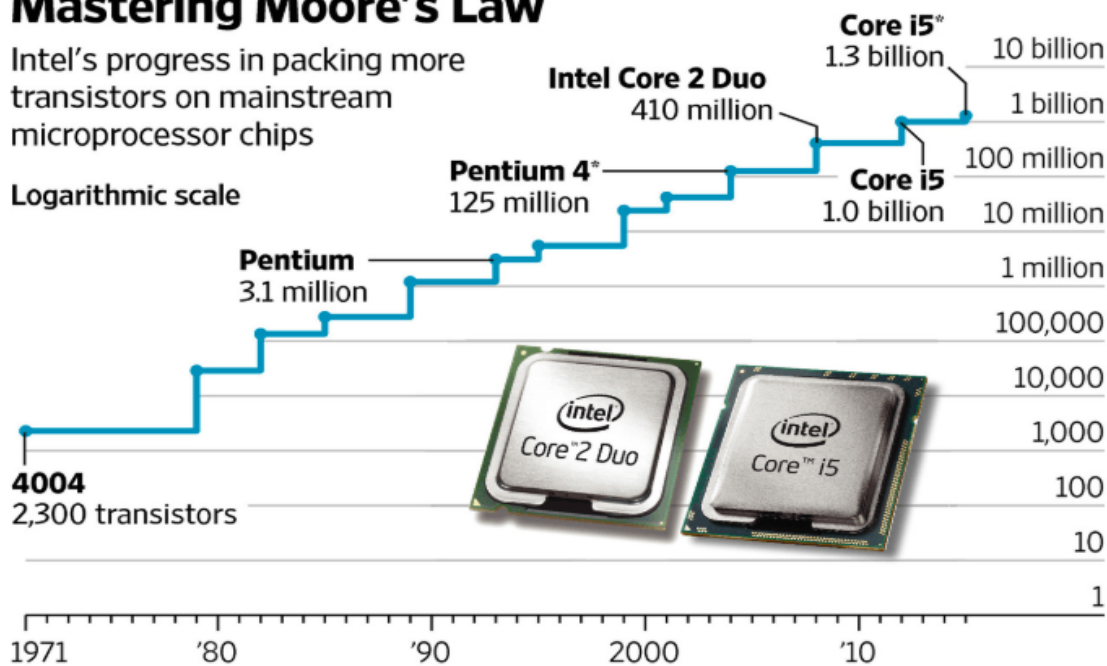 Mastering Moore's Law
Intel's progress in packing more
transistors on mainstream
microprocessor chips
Logarithmic scale
Core i5*
1.3 billion
Intel Core 2 Duo
410 million
Pentium 4*
125 million
Core i5
1.0 billion
Pentium
3.1 million
4004
2,300 transistors
10 billion
1 billion
100 million
10 million
1 million
100,000
10,000
1,000
100
10
1
intel
Core™2 Duo
intel
Core™ i5
1971 '80 '90 2000 '10